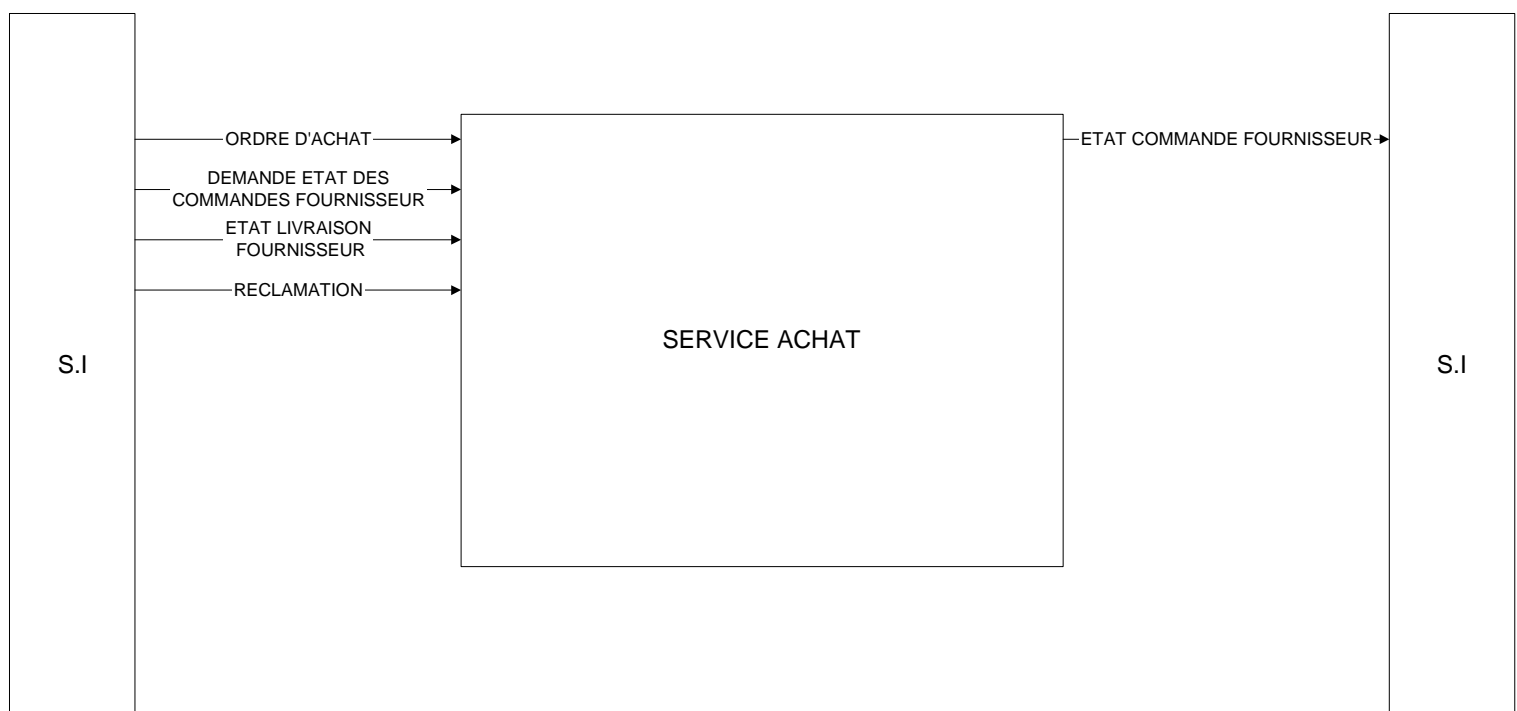 ORDRE D'ACHAT
ETAT COMMANDE FOURNISSEUR
DEMANDE ETAT DES
COMMANDES FOURNISSEUR
ETAT LIVRAISON
FOURNISSEUR
RECLAMATION
SERVICE ACHAT
S.I
S.I